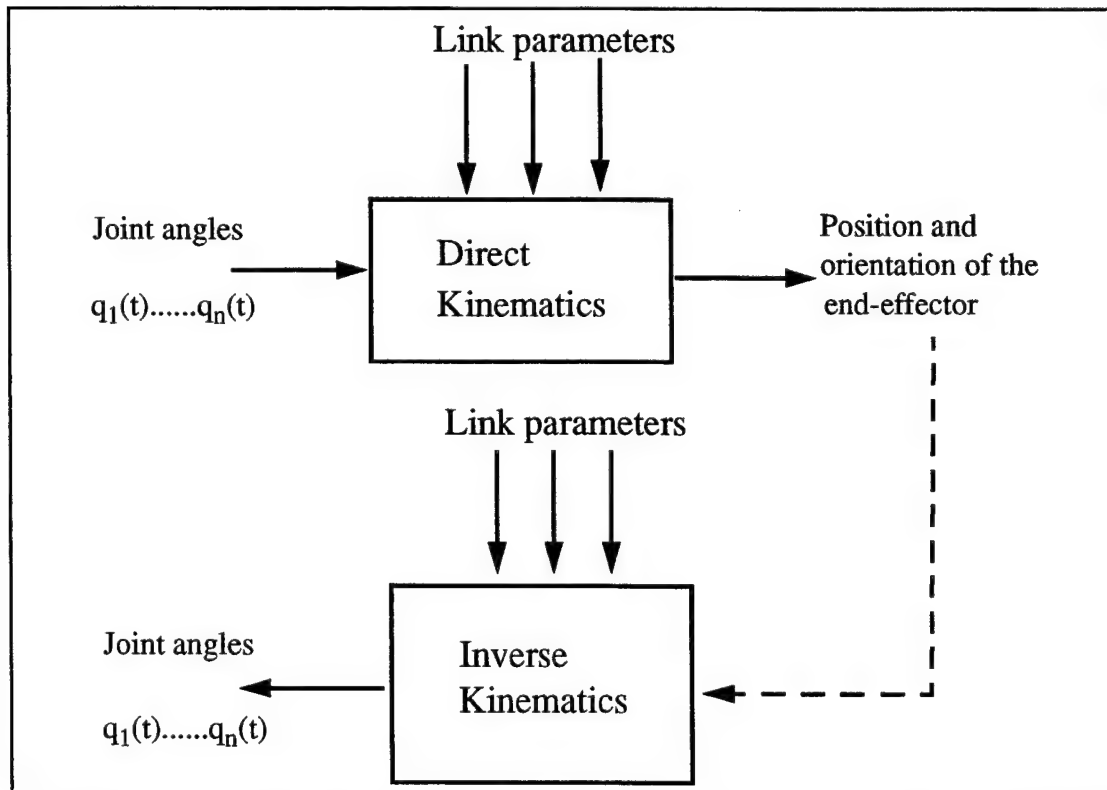 Link parameters
Joint angles
q₁(t)......qₙ(t)
Direct
Kinematics
Position and
orientation of the
end-effector
Link parameters
Joint angles
q₁(t)......qₙ(t)
Inverse
Kinematics